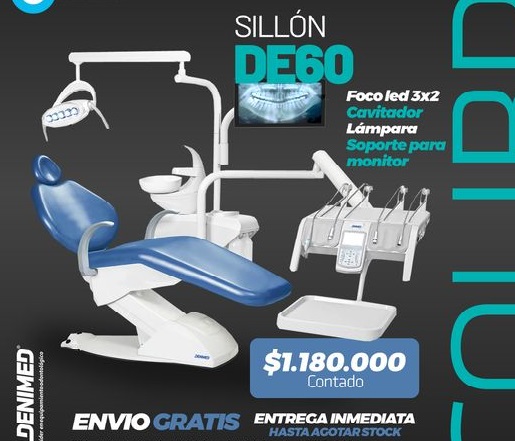 SILLÓN
DE60
Foco led 3x2
Cavitador
Lámpara
Soporte para
monitor
$1.180.000
Contado
ENVIO GRATIS
ENTREGA INMEDIATA
HASTA AGOTAR STOCK
DENIMED®
DENIMED